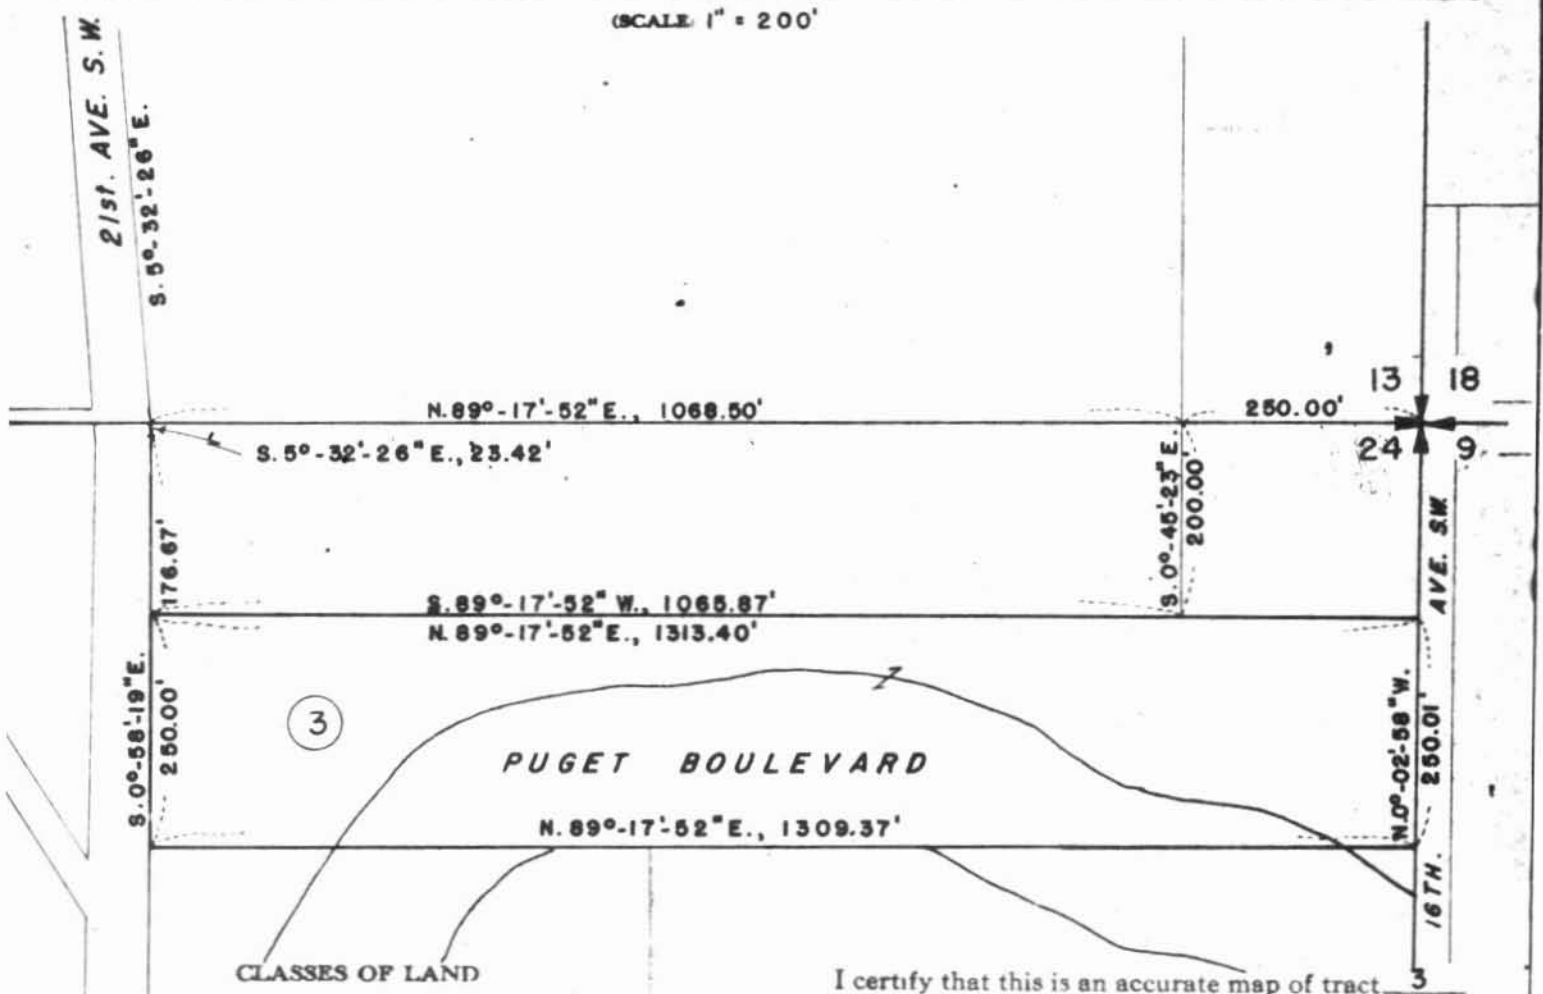 (SCALE 1" = 200'
21st. AVE. S.W.
S. 5°-32'-26" E.
13 18
N. 89°-17'-52" E., 1068.50'
250.00'
24 9
S. 5°-32'-26" E., 23.42'
S. 0°-45'-23" E.
200.00'
176.67'
AVE. S.W.
S. 89°-17'-52" W., 1065.87'
N. 89°-17'-52" E., 1313.40'
S. 0°-58'-19" E.
250.00'
3
N. 0°-02'-58" W.
250.01'
PUGET BOULEVARD
N. 89°-17'-52" E., 1309.37'
16TH.
CLASSES OF LAND
I certify that this is an accurate map of tract 3